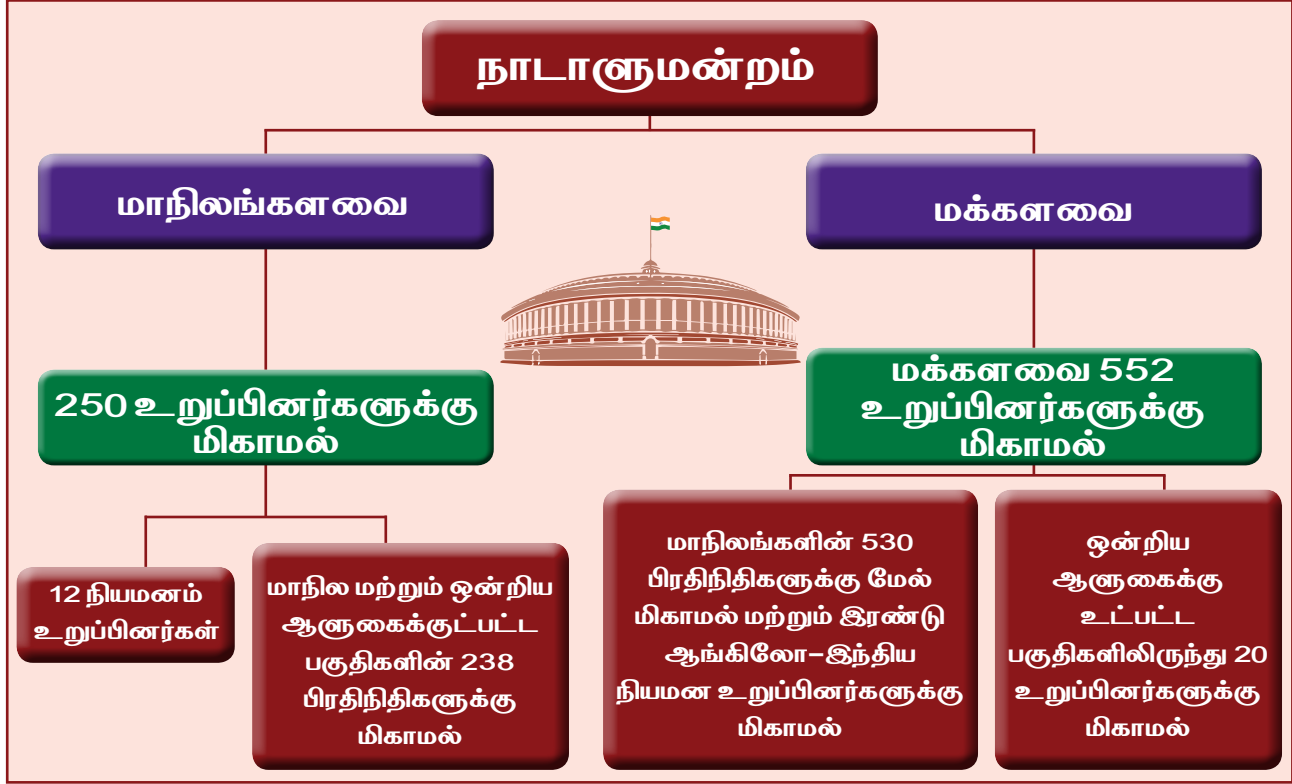 நாடாளுமன்றம்
மாநிலங்களவை
மக்களவை
250 உறுப்பினர்களுக்கு
மிகாமல்
மக்களவை 552
உறுப்பினர்களுக்கு
மிகாமல்
12 நியமனம்
உறுப்பினர்கள்
மாநில மற்றும் ஒன்றிய
ஆளுகைக்குட்பட்ட
பகுதிகளின் 238
பிரதிநிதிகளுக்கு
மிகாமல்
மாநிலங்களின் 530
பிரதிநிதிகளுக்கு மேல்
மிகாமல் மற்றும் இரண்டு
ஆங்கிலோ–இந்திய
நியமன உறுப்பினர்களுக்கு
மிகாமல்
ஒன்றிய
ஆளுகைக்கு
உட்பட்ட
பகுதிகளிலிருந்து 20
உறுப்பினர்களுக்கு
மிகாமல்